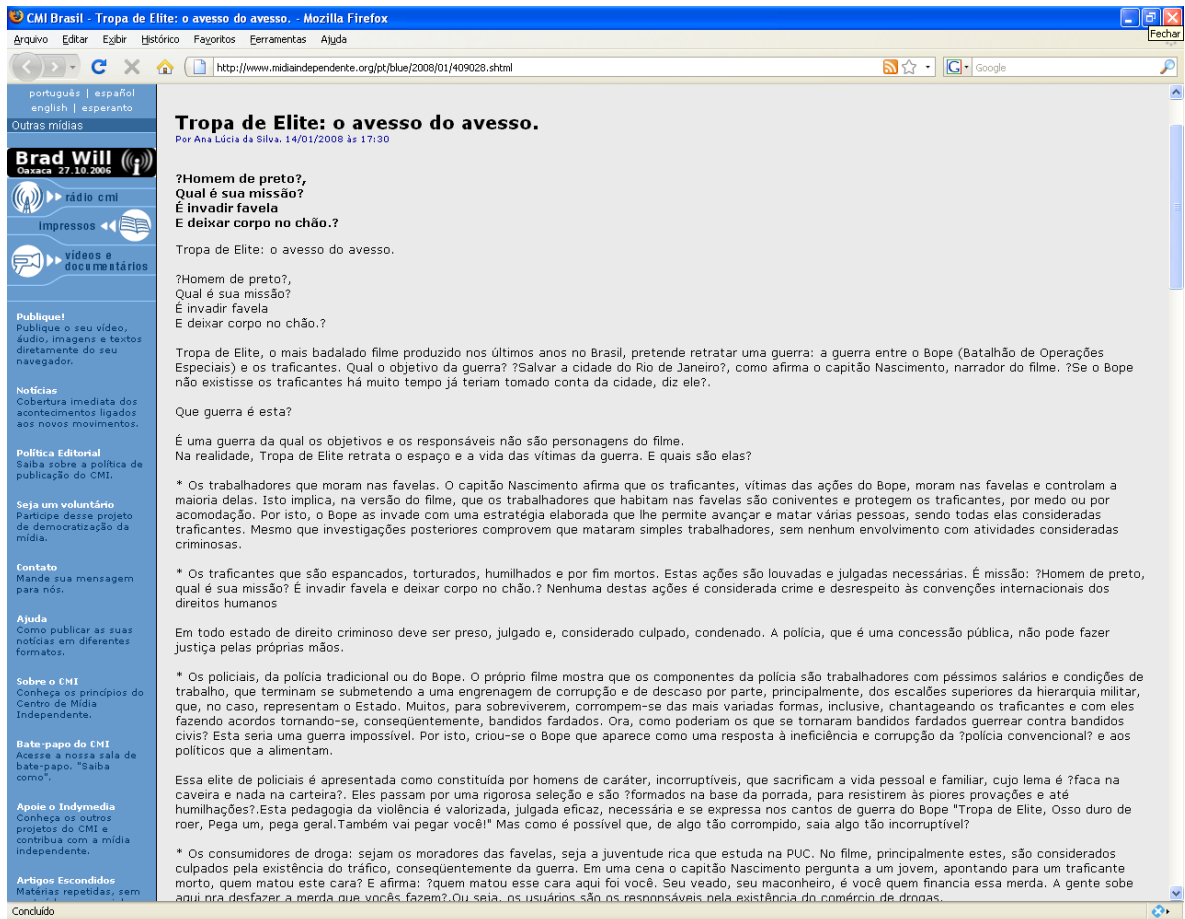 CMI Brasil - Tropa de Elite: o avesso do avesso. - Mozilla Firefox
Fechar
Arquivo Editar Exibir Histórico Favoritos Ferramentas Ajuda
http://www.midiaindependente.org/pt/blue/2008/01/409028.shtml
G Google
português | español
english | esperanto
Outras mídias
Brad Will
Oaxaca 27.10.2006
rádio cmi
impressos
vídeos e
documentários
Publique!
Publique o seu vídeo,
áudio, imagens e textos
diretamente do seu
navegador.
Notícias
Cobertura imediata dos
acontecimentos ligados
aos novos movimentos.
Política Editorial
Saiba sobre a política de
publicação do CMI.
Seja um voluntário
Participe desse projeto
de democratização da
mídia.
Contato
Mande sua mensagem
para nós.
Ajuda
Como publicar as suas
notícias em diferentes
formatos.
Sobre o CMI
Conheça os princípios do
Centro de Mídia
Independente.
Bate-papo do CMI
Acesse a nossa sala de
bate-papo. "Saiba
como".
Apoie o Indymedia
Conheça os outros
projetos do CMI e
contribua com a mídia
independente.
Artigos Escondidos
Matérias repetidas, sem
Tropa de Elite: o avesso do avesso.
Por Ana Lúcia da Silva. 14/01/2008 às 17:30
?Homem de preto?,
Qual é sua missão?
É invadir favela
E deixar corpo no chão.?
Tropa de Elite: o avesso do avesso.
?Homem de preto?,
Qual é sua missão?
É invadir favela
E deixar corpo no chão.?
Tropa de Elite, o mais badalado filme produzido nos últimos anos no Brasil, pretende retratar uma guerra: a guerra entre o Bope (Batalhão de Operações
Especiais) e os traficantes. Qual o objetivo da guerra? ?Salvar a cidade do Rio de Janeiro?, como afirma o capitão Nascimento, narrador do filme. ?Se o Bope
não existisse os traficantes há muito tempo já teriam tomado conta da cidade, diz ele?.
Que guerra é esta?
É uma guerra da qual os objetivos e os responsáveis não são personagens do filme.
Na realidade, Tropa de Elite retrata o espaço e a vida das vítimas da guerra. E quais são elas?
* Os trabalhadores que moram nas favelas. O capitão Nascimento afirma que os traficantes, vítimas das ações do Bope, moram nas favelas e controlam a
maioria delas. Isto implica, na versão do filme, que os trabalhadores que habitam nas favelas são coniventes e protegem os traficantes, por medo ou por
acomodação. Por isto, o Bope as invade com uma estratégia elaborada que lhe permite avançar e matar várias pessoas, sendo todas elas consideradas
traficantes. Mesmo que investigações posteriores comprovem que mataram simples trabalhadores, sem nenhum envolvimento com atividades consideradas
criminosas.
* Os traficantes que são espancados, torturados, humilhados e por fim mortos. Estas ações são louvadas e julgadas necessárias. É missão: ?Homem de preto,
qual é sua missão? É invadir favela e deixar corpo no chão.? Nenhuma destas ações é considerada crime e desrespeito às convenções internacionais dos
direitos humanos
Em todo estado de direito criminoso deve ser preso, julgado e, considerado culpado, condenado. A polícia, que é uma concessão pública, não pode fazer
justiça pelas próprias mãos.
* Os policiais, da polícia tradicional ou do Bope. O próprio filme mostra que os componentes da polícia são trabalhadores com péssimos salários e condições de
trabalho, que terminam se submetendo a uma engrenagem de corrupção e de descaso por parte, principalmente, dos escalões superiores da hierarquia militar,
que, no caso, representam o Estado. Muitos, para sobreviverem, corrompem-se das mais variadas formas, inclusive, chantageando os traficantes e com eles
fazendo acordos tornando-se, conseqüentemente, bandidos fardados. Ora, como poderiam os que se tornaram bandidos fardados guerrear contra bandidos
civis? Esta seria uma guerra impossível. Por isto, criou-se o Bope que aparece como uma resposta à ineficiência e corrupção da ?polícia convencional? e aos
políticos que a alimentam.
Essa elite de policiais é apresentada como constituída por homens de caráter, incorruptíveis, que sacrificam a vida pessoal e familiar, cujo lema é ?faca na
caveira e nada na carteira?. Eles passam por uma rigorosa seleção e são ?formados na base da porrada, para resistirem às piores provações e até
humilhações?.Esta pedagogia da violência é valorizada, julgada eficaz, necessária e se expressa nos cantos de guerra do Bope "Tropa de Elite, Osso duro de
roer, Pega um, pega geral.Também vai pegar você!" Mas como é possível que, de algo tão corrompido, saia algo tão incorruptível?
* Os consumidores de droga: sejam os moradores das favelas, seja a juventude rica que estuda na PUC. No filme, principalmente estes, são considerados
culpados pela existência do tráfico, conseqüentemente da guerra. Em uma cena o capitão Nascimento pergunta a um jovem, apontando para um traficante
morto, quem matou este cara? E afirma: ?quem matou esse cara aqui foi você. Seu veado, seu maconheiro, é você quem financia essa merda. A gente sobe
aqui pra desfazer a merda que vocês fazem?.Ou seja, os usuários são os responsáveis pela existência do comércio de drogas.
Concluído